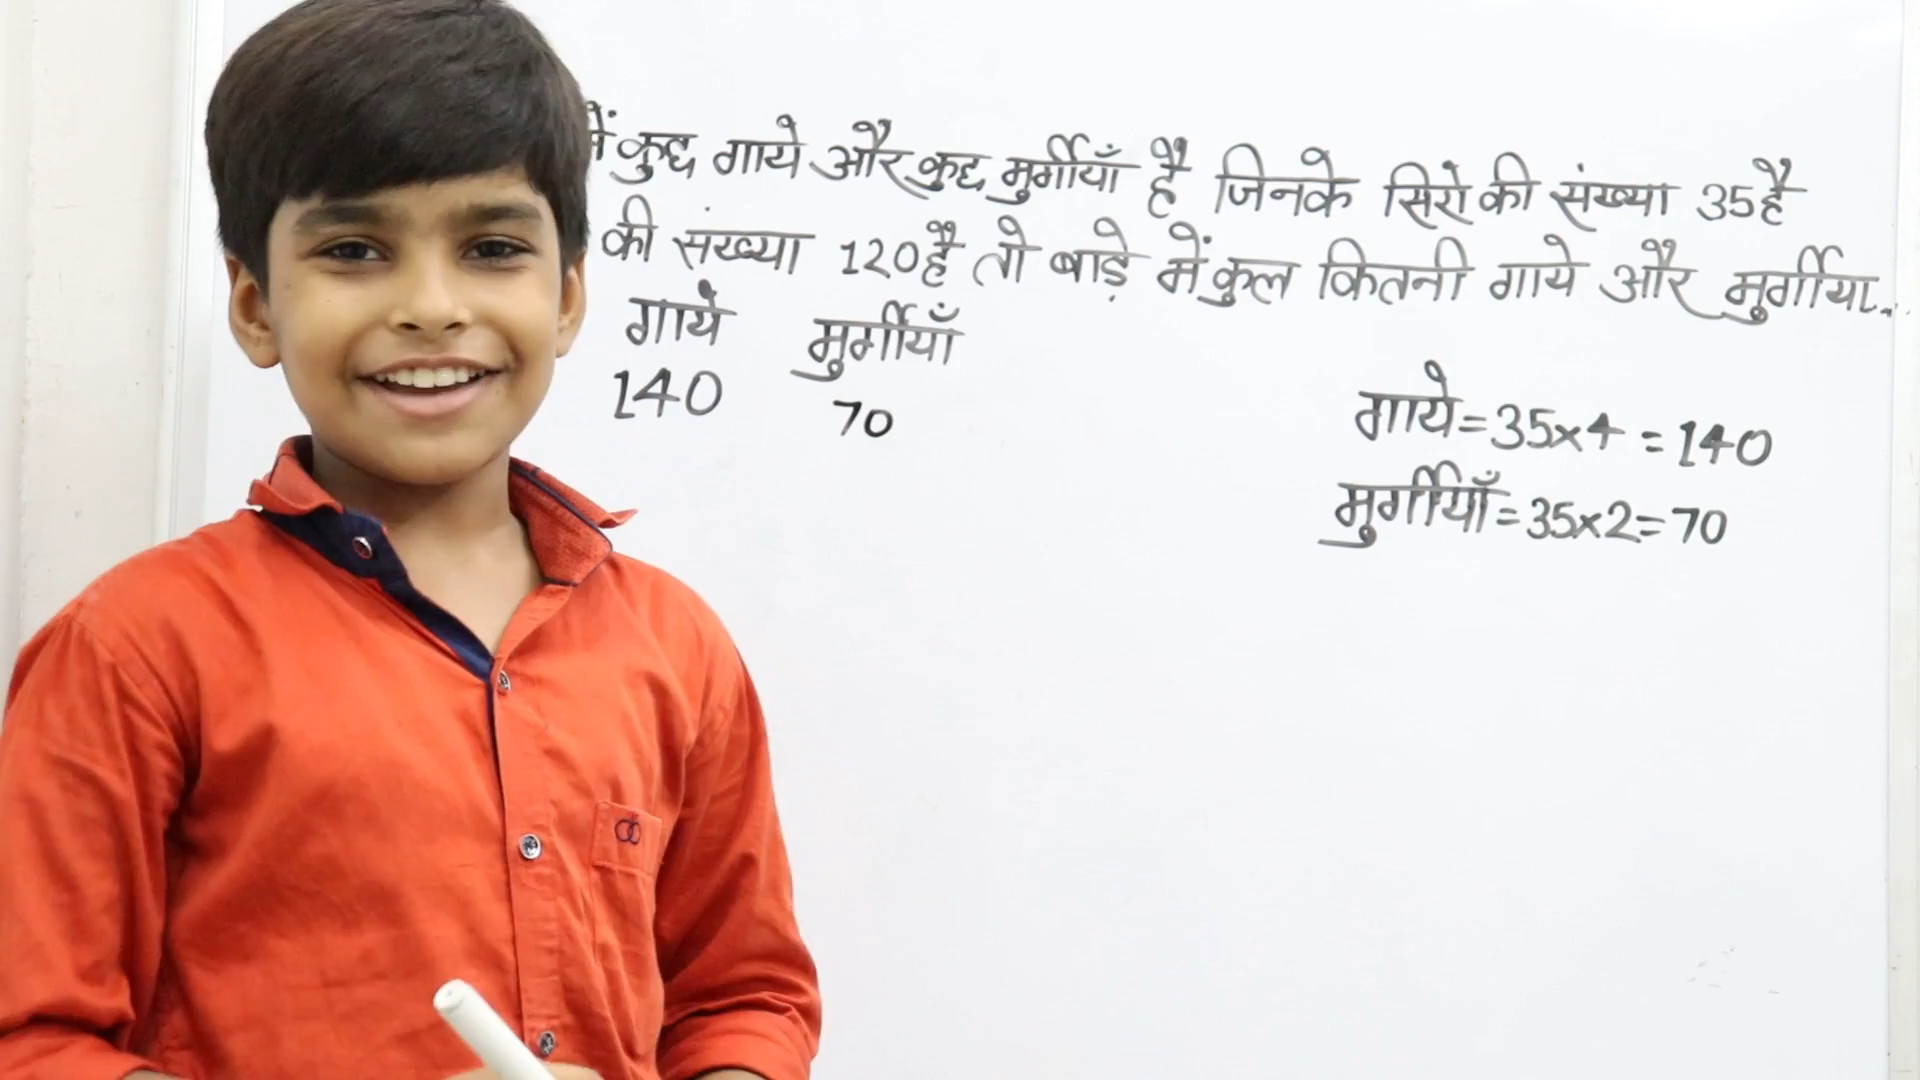 में कुछ गाये और कुछ मुर्गीयाँ है जिनके सिरो की संख्या 35 है
की संख्या 120 है तो बाड़े में कुल कितनी गाये और मुर्गीया...
गाये मुर्गीयाँ
140 70
गाये = 35x4 = 140
मुर्गीयाँ = 35x2 = 70